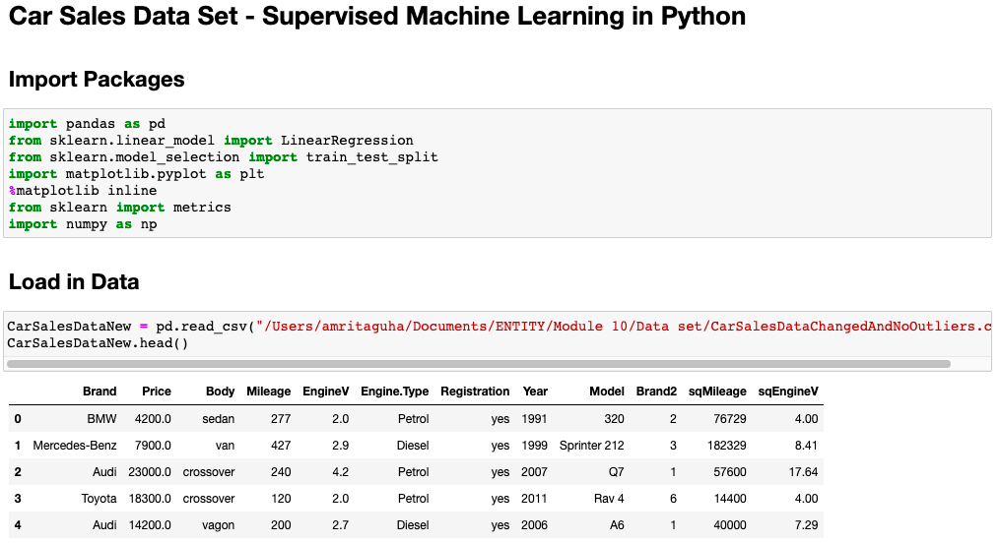 Car Sales Data Set - Supervised Machine Learning in Python
Import Packages
import pandas as pd
from sklearn.linear_model import LinearRegression
from sklearn.model_selection import train_test_split
import matplotlib.pyplot as plt
%matplotlib inline
from sklearn import metrics
import numpy as np
Load in Data
CarSalesDataNew = pd.read_csv("/Users/amritaguha/Documents/ENTITY/Module 10/Data set/CarSalesDataChangedAndNoOutliers.c
CarSalesDataNew.head()
Brand Price Body Mileage EngineV Engine.Type Registration Year Model Brand2 sqMileage sqEngineV
0 BMW 4200.0 sedan 277 2.0 Petrol yes 1991 320 2 76729 4.00
1 Mercedes-Benz 7900.0 van 427 2.9 Diesel yes 1999 Sprinter 212 3 182329 8.41
2 Audi 23000.0 crossover 240 4.2 Petrol yes 2007 Q7 1 57600 17.64
3 Toyota 18300.0 crossover 120 2.0 Petrol yes 2011 Rav 4 6 14400 4.00
4 Audi 14200.0 vagon 200 2.7 Diesel yes 2006 A6 1 40000 7.29